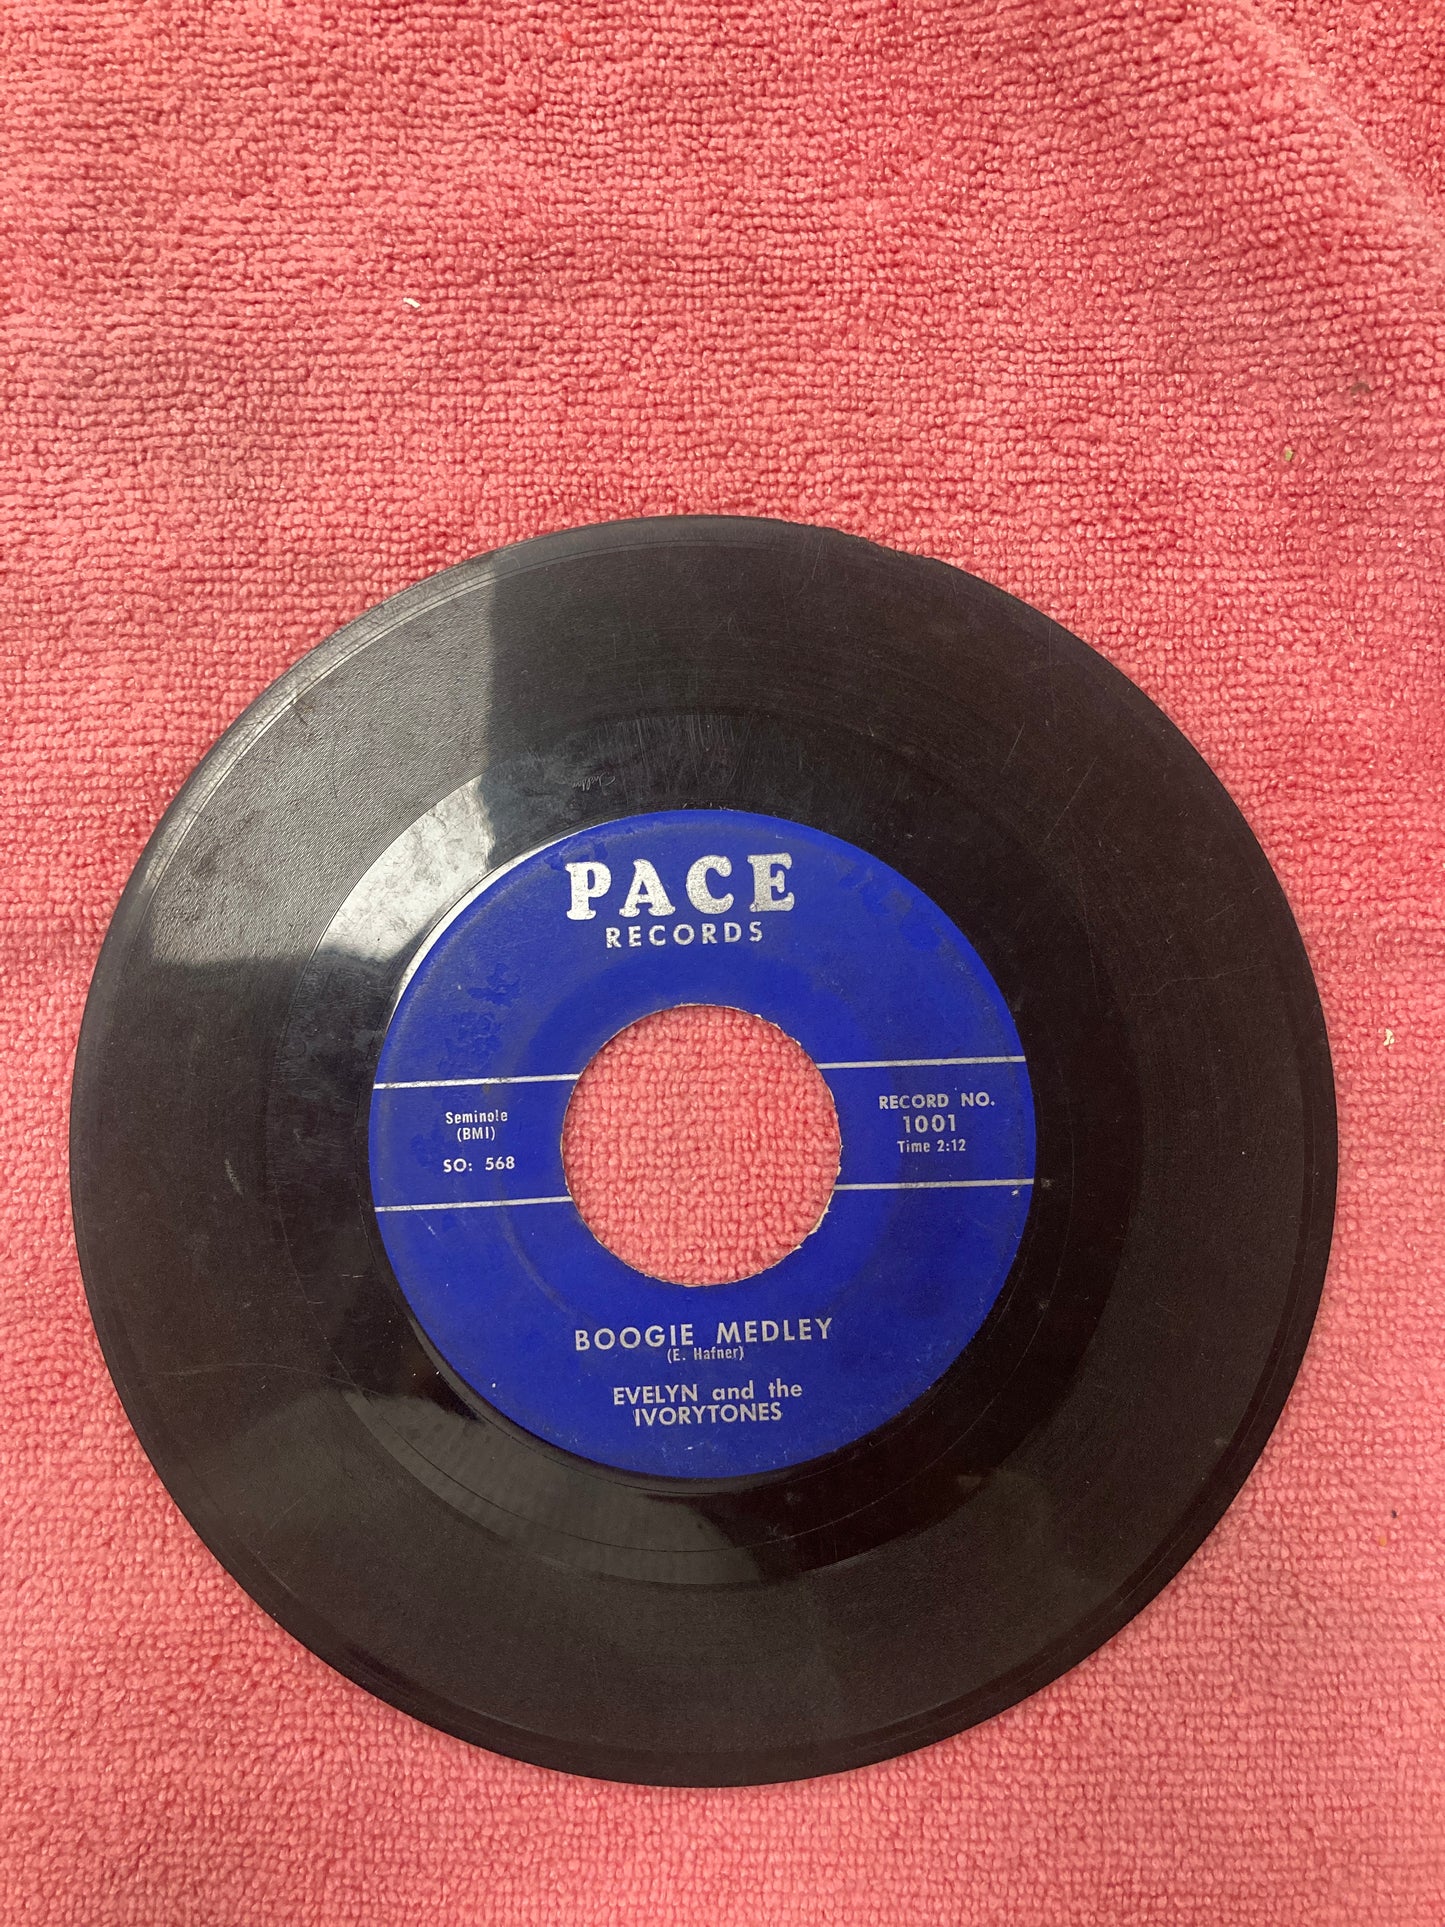 PACE
RECORDS
Seminole
(BMI)
SO: 568
RECORD NO.
1001
Time 2:12
BOOGIE MEDLEY
(E. Hafner)
EVELYN and the
IVORYTONES